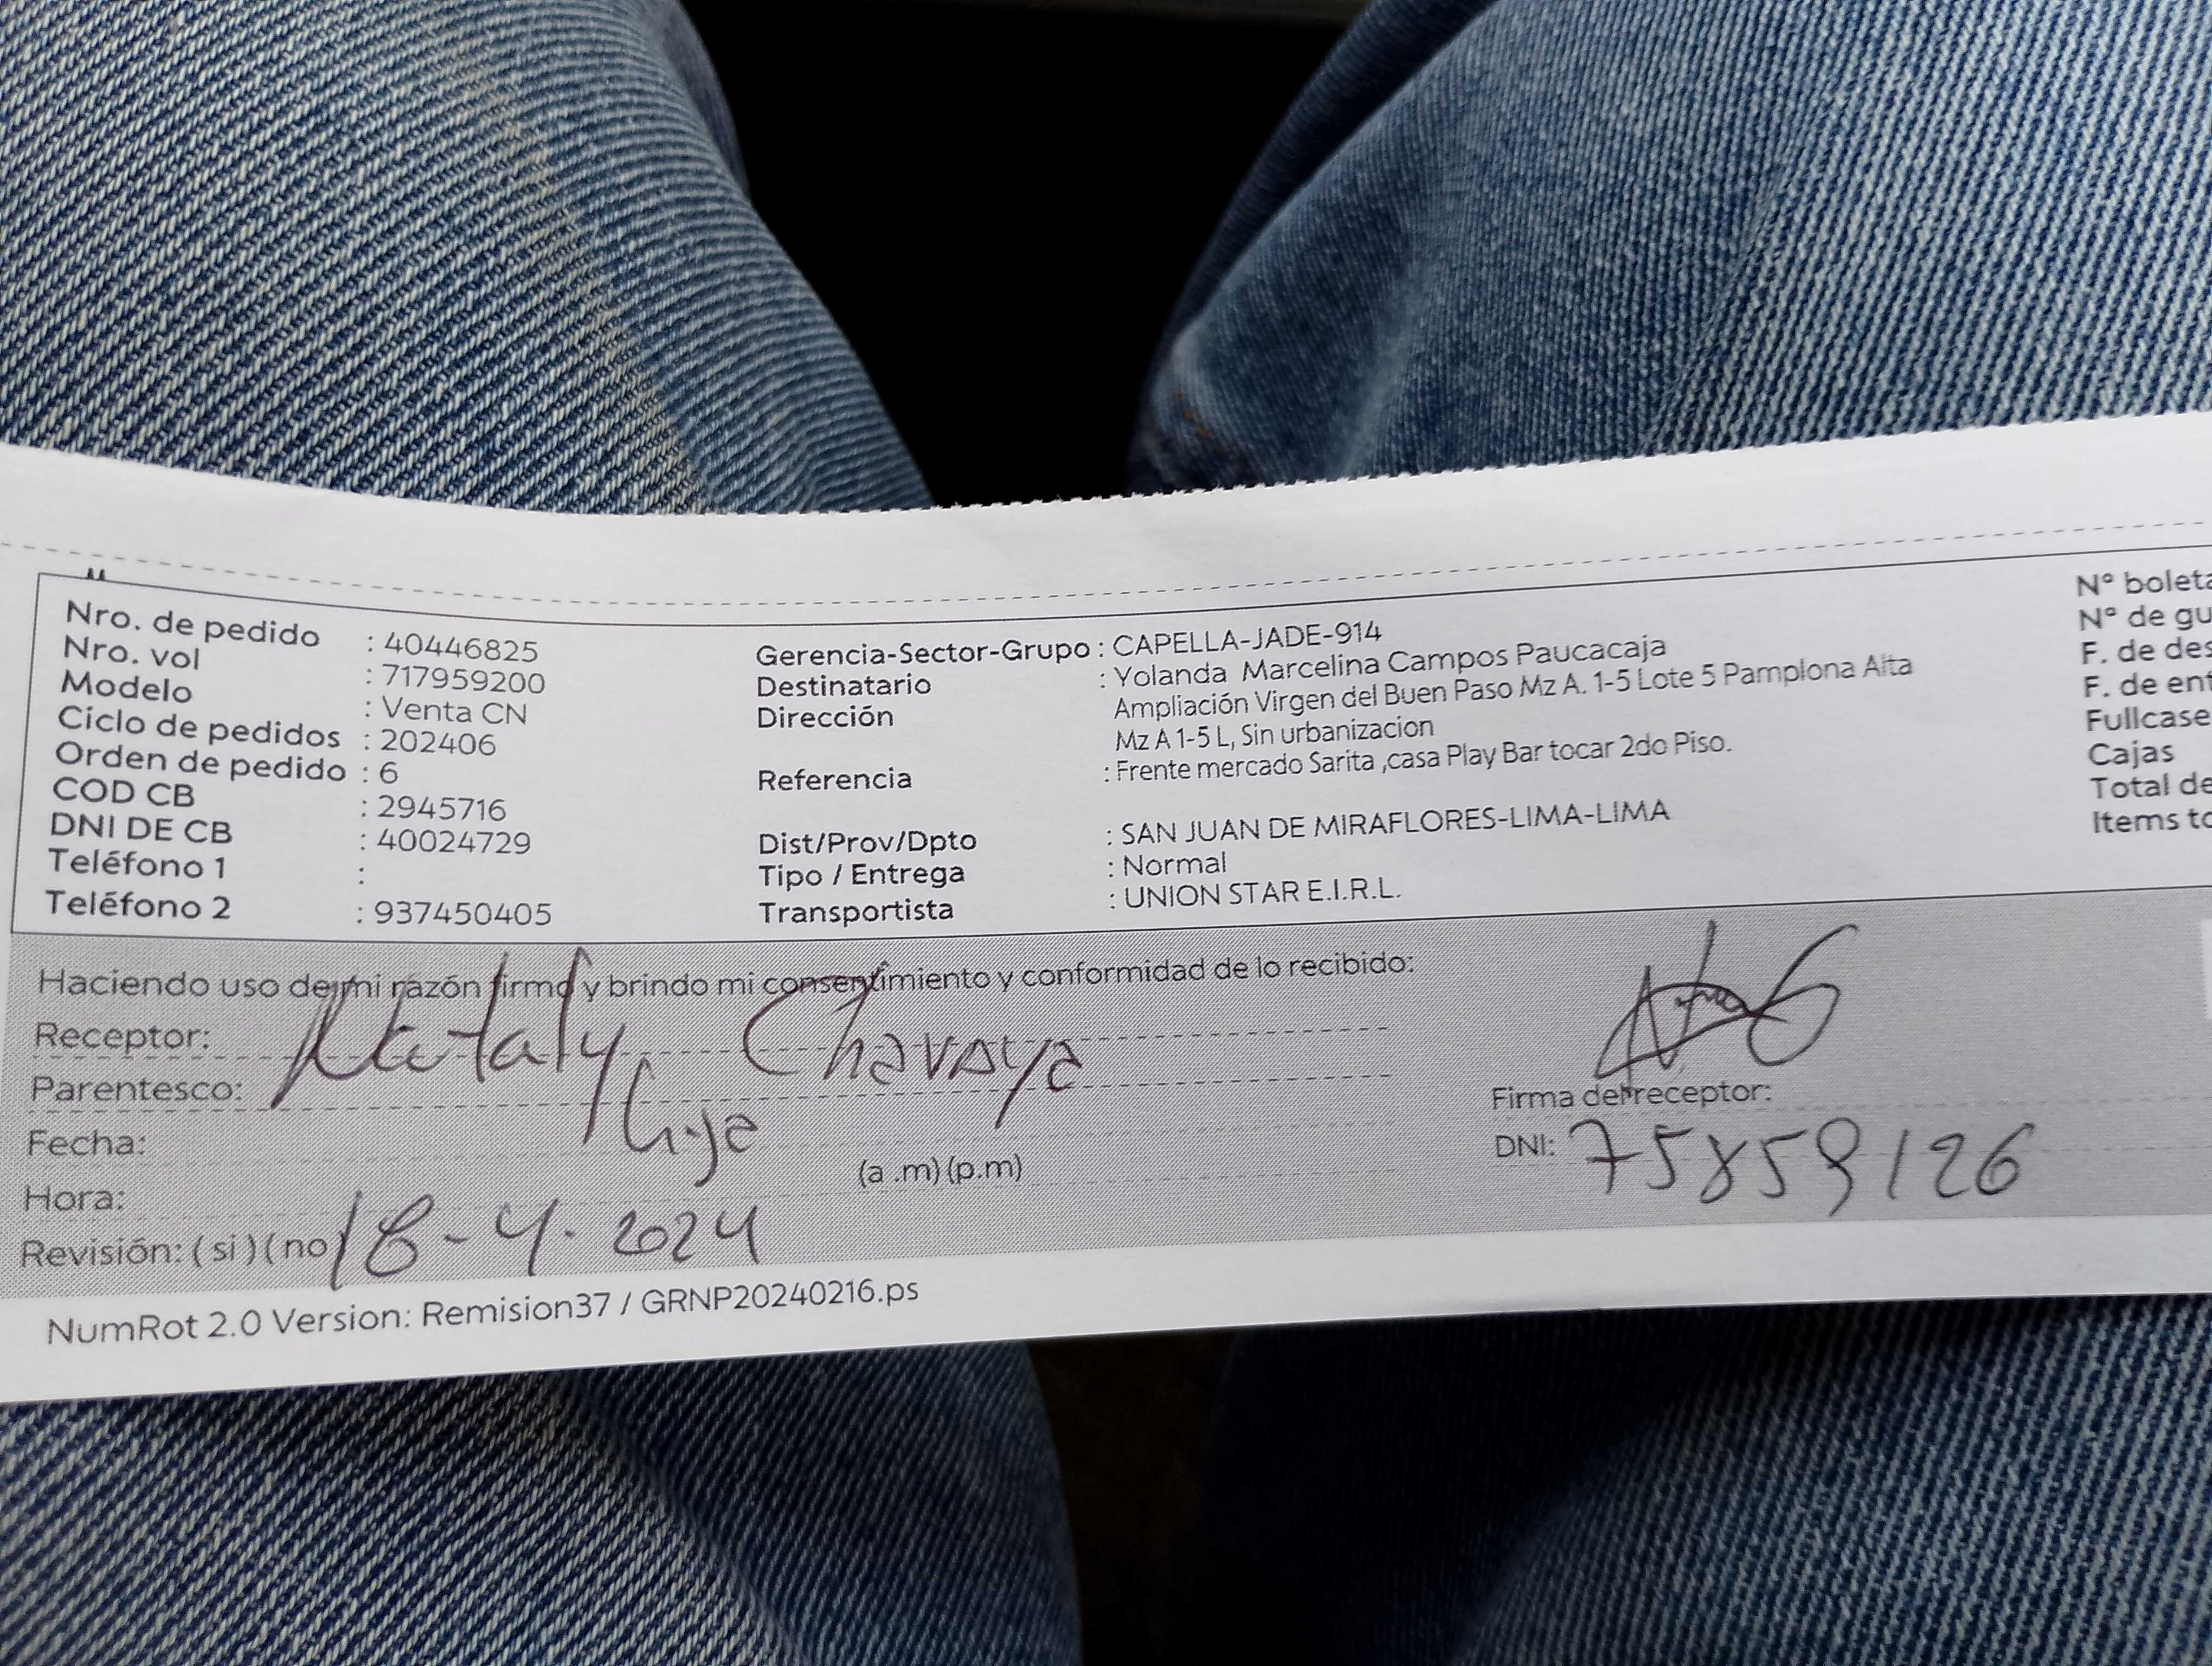 Nro. de pedido : 40446825
Nro. vol : 717959200
Modelo : Venta CN
Ciclo de pedidos : 202406
Orden de pedido : 6
COD CB : 2945716
DNI DE CB : 40024729
Teléfono 1 :
Teléfono 2 : 937450405
Gerencia-Sector-Grupo : CAPELLA-JADE-914
Destinatario : Yolanda Marcelina Campos Paucacaja
Dirección Ampliación Virgen del Buen Paso Mz A. 1-5 Lote 5 Pamplona Alta
Mz A 1-5 L, Sin urbanizacion
Referencia : Frente mercado Sarita ,casa Play Bar tocar 2do Piso.
Dist/Prov/Dpto : SAN JUAN DE MIRAFLORES-LIMA-LIMA
Tipo / Entrega : Normal
Transportista : UNION STAR E.I.R.L.
N° boleta
N° de gu
F. de des
F. de ent
Fullcase
Cajas
Total de
Items to
Haciendo uso de mi razón firmo y brindo mi consentimiento y conformidad de lo recibido:
Receptor: Nataly Chavoya
Parentesco: hija
Fecha:
Hora: (a .m) (p.m)
Revisión: ( si ) ( no ) 18-4-2024
Firma del receptor:
DNI: 75859126
NumRot 2.0 Version: Remision37 / GRNP20240216.ps